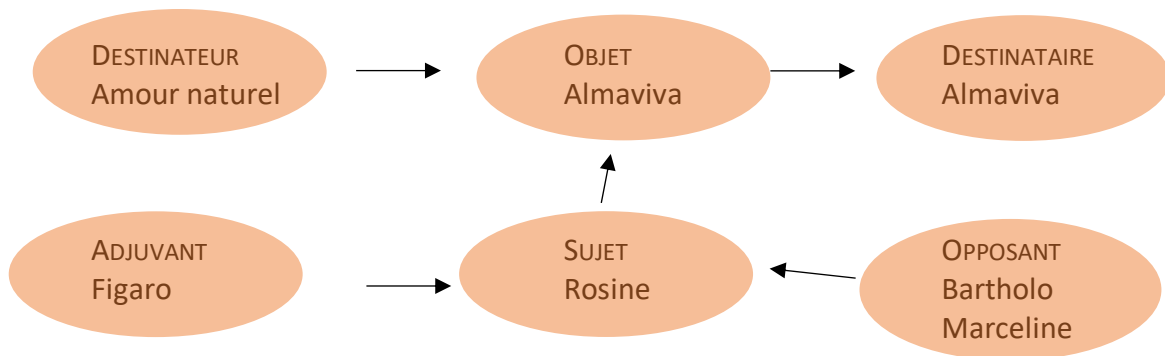 DESTINATEUR
Amour naturel
OBJET
Almaviva
DESTINATAIRE
Almaviva
ADJUVANT
Figaro
SUJET
Rosine
OPPOSANT
Bartholo
Marceline